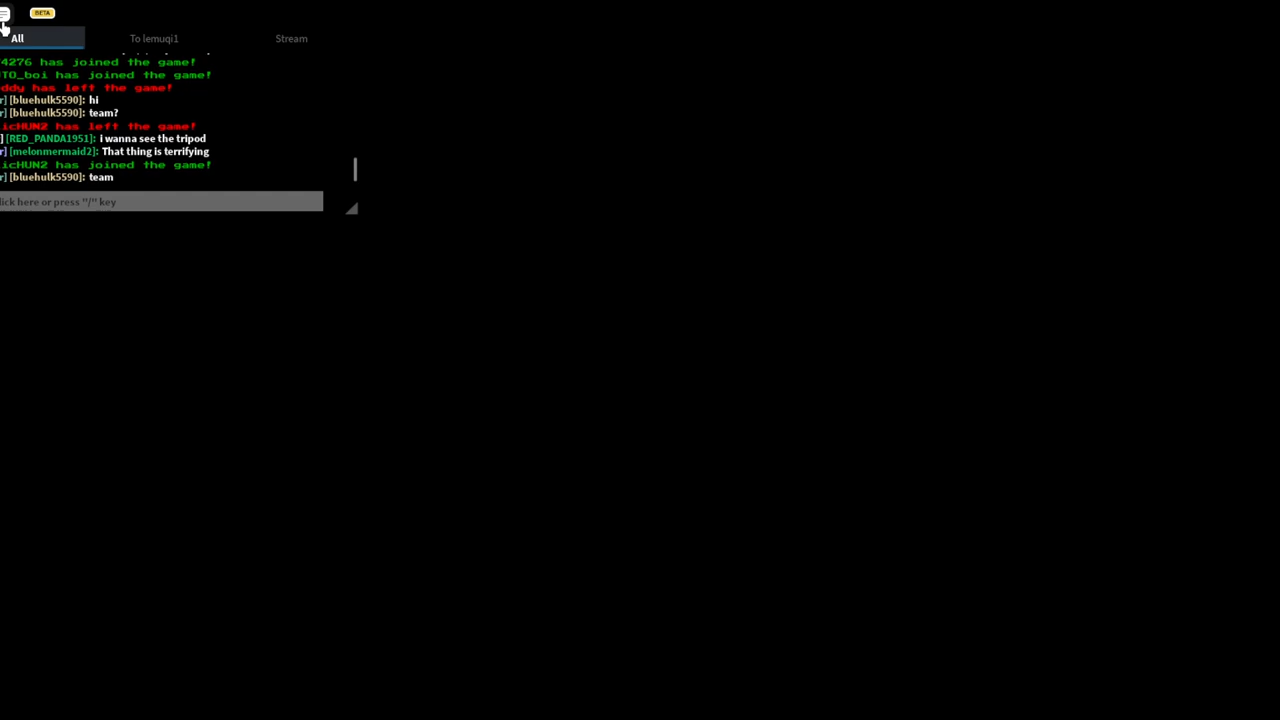 BETA
All To lemuqi1 Stream
4276 has joined the game!
TO_boi has joined the game!
ddy has left the game!
r] [bluehulk5590]: hi
r] [bluehulk5590]: team?
icHUN2 has left the game!
] [RED_PANDA1951]: i wanna see the tripod
r] [melonmermaid2]: That thing is terrifying
icHUN2 has joined the game!
r] [bluehulk5590]: team
lick here or press "/" key